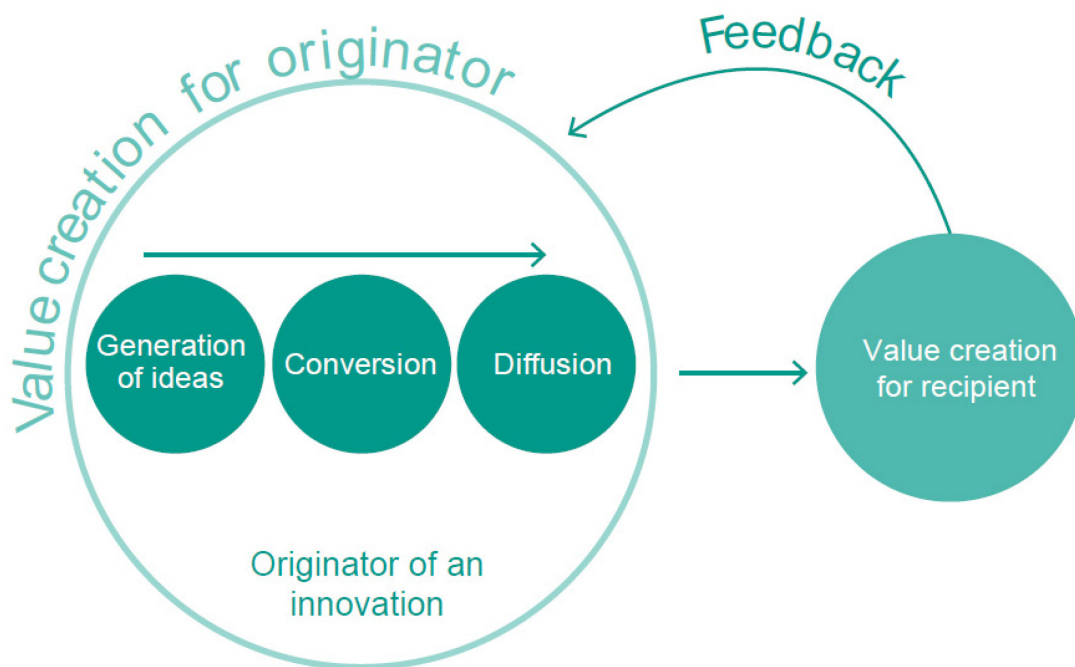 Value creation for originator
Feedback
Generation
of ideas
Conversion
Diffusion
Value creation
for recipient
Originator of an
innovation